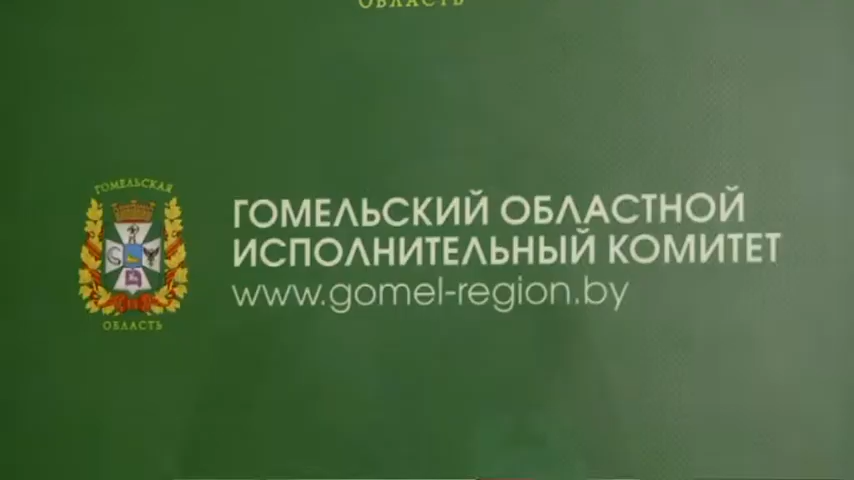 ОБЛАСТЬ
ГОМЕЛЬСКАЯ
ОБЛАСТЬ
ГОМЕЛЬСКИЙ ОБЛАСТНОЙ
ИСПОЛНИТЕЛЬНЫЙ КОМИТЕТ
www.gomel-region.by